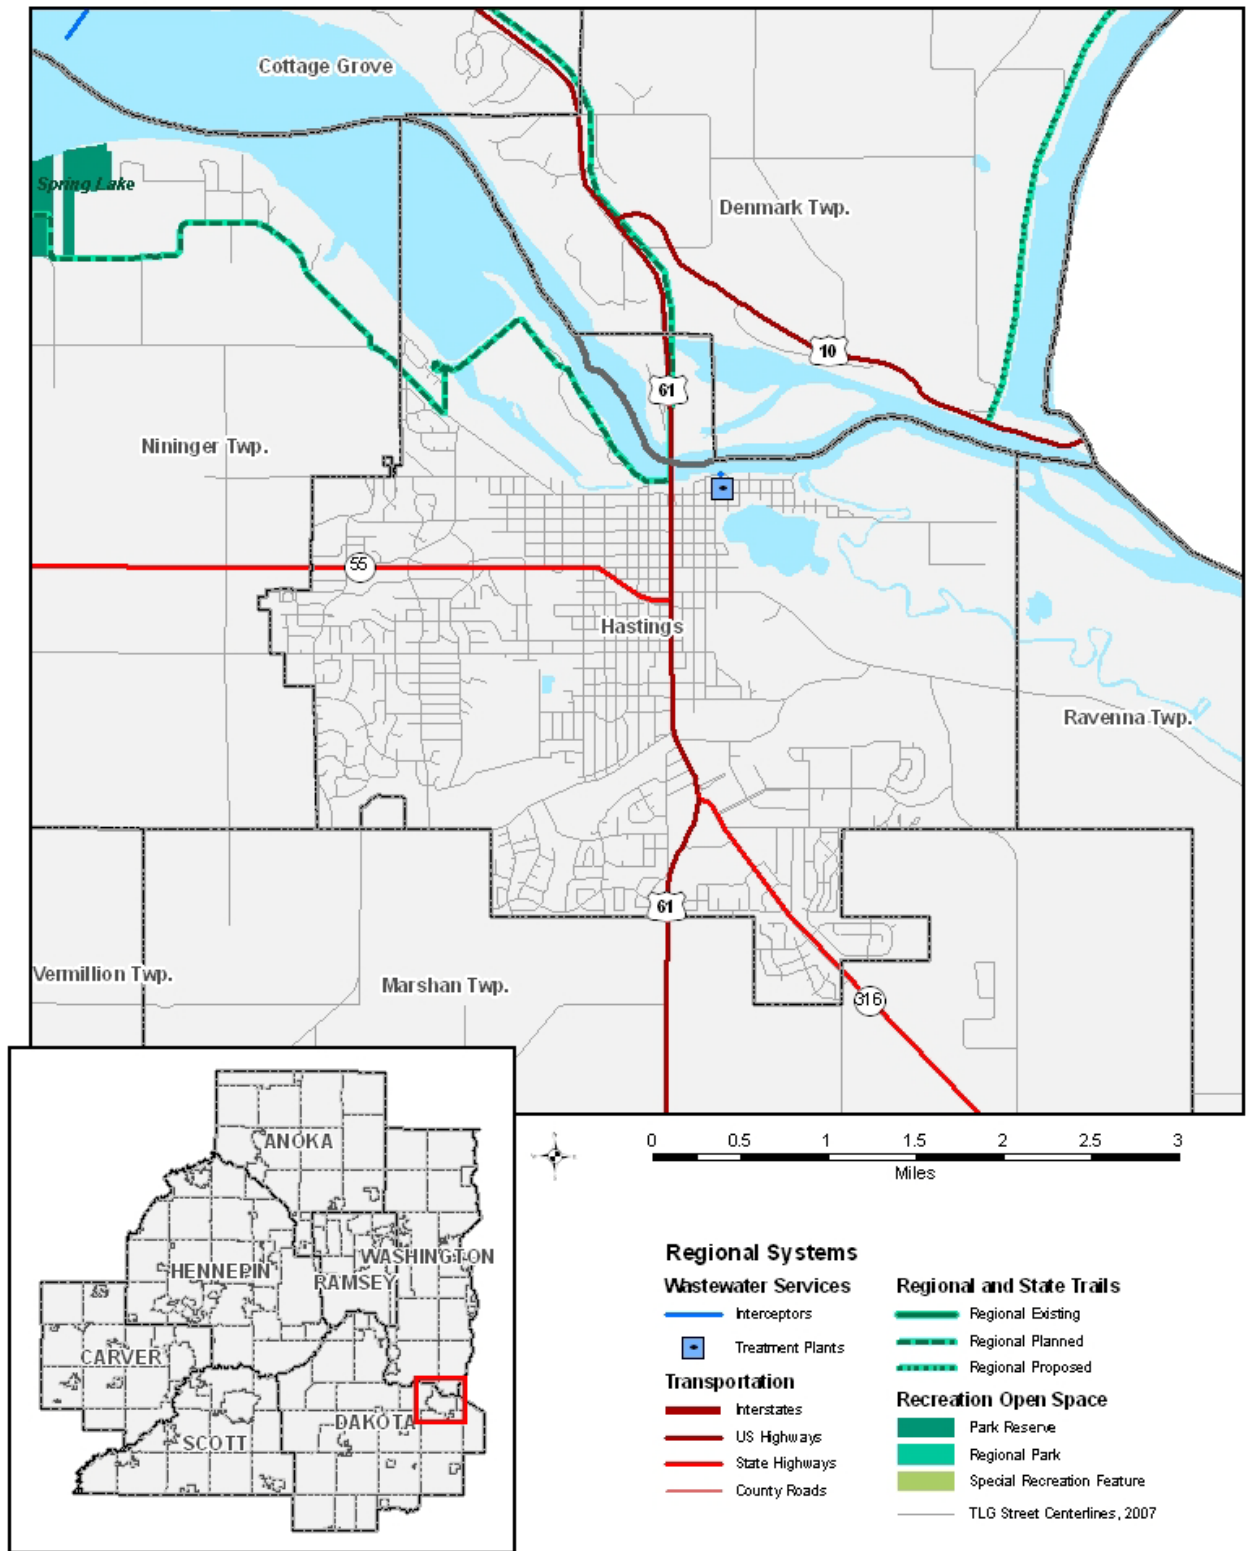 Cottage Grove
Spring Lake
Denmark Twp.
10
61
Nininger Twp.
55
Hastings
Ravenna Twp.
61
Vermillion Twp.
Marshan Twp.
316
ANOKA
WASHINGTON
HENNEPIN
RAMSEY
CARVER
DAKOTA
SCOTT
0 0.5 1 1.5 2 2.5 3
Miles
Regional Systems
Wastewater Services
Interceptors
Treatment Plants
Transportation
Interstates
US Highways
State Highways
County Roads
Regional and State Trails
Regional Existing
Regional Planned
Regional Proposed
Recreation Open Space
Park Reserve
Regional Park
Special Recreation Feature
TLG Street Centerlines, 2007